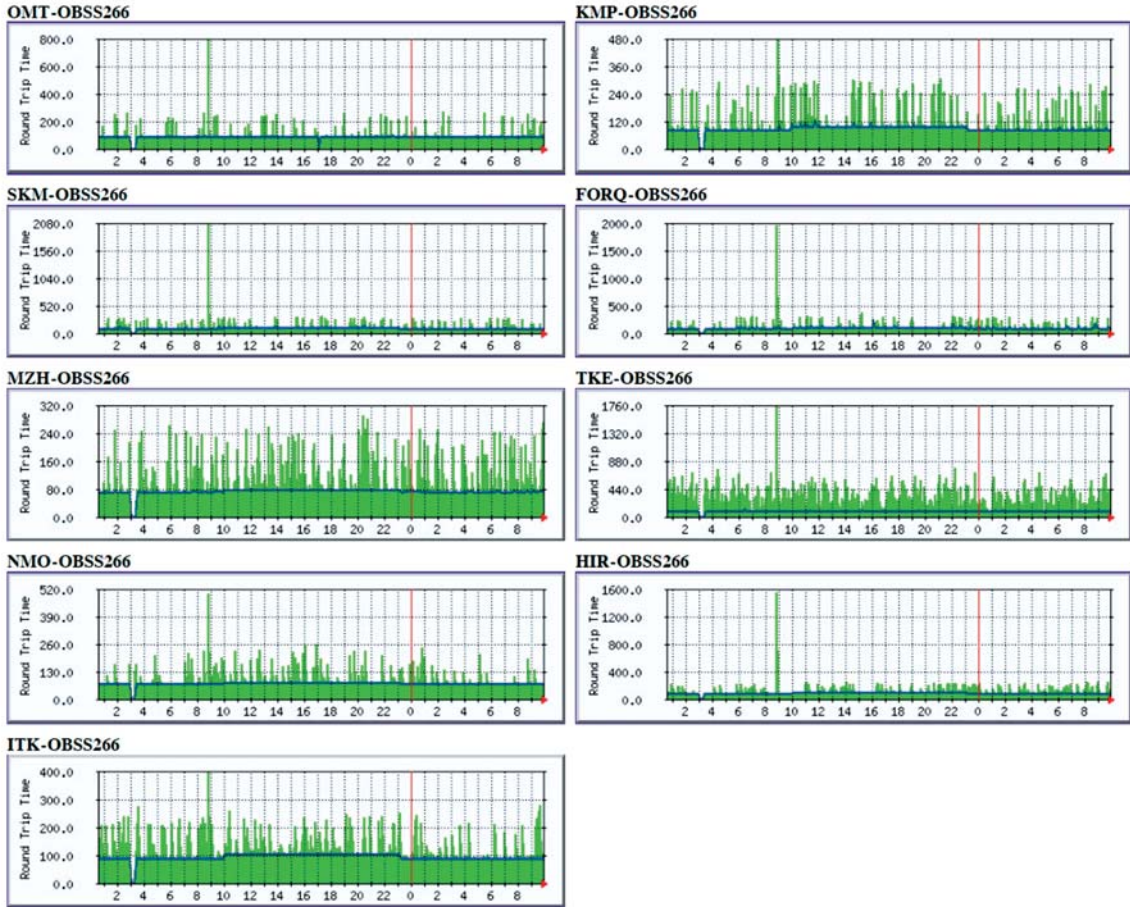 OMT-OBSS266
Round Trip Time
800.0
600.0
400.0
200.0
0.0
2 4 6 8 10 12 14 16 18 20 22 0 2 4 6 8
KMP-OBSS266
Round Trip Time
480.0
360.0
240.0
120.0
0.0
2 4 6 8 10 12 14 16 18 20 22 0 2 4 6 8
SKM-OBSS266
Round Trip Time
2080.0
1560.0
1040.0
520.0
0.0
2 4 6 8 10 12 14 16 18 20 22 0 2 4 6 8
FORQ-OBSS266
Round Trip Time
2000.0
1500.0
1000.0
500.0
0.0
2 4 6 8 10 12 14 16 18 20 22 0 2 4 6 8
MZH-OBSS266
Round Trip Time
320.0
240.0
160.0
80.0
0.0
2 4 6 8 10 12 14 16 18 20 22 0 2 4 6 8
TKE-OBSS266
Round Trip Time
1760.0
1320.0
880.0
440.0
0.0
2 4 6 8 10 12 14 16 18 20 22 0 2 4 6 8
NMO-OBSS266
Round Trip Time
520.0
390.0
260.0
130.0
0.0
2 4 6 8 10 12 14 16 18 20 22 0 2 4 6 8
HIR-OBSS266
Round Trip Time
1600.0
1200.0
800.0
400.0
0.0
2 4 6 8 10 12 14 16 18 20 22 0 2 4 6 8
ITK-OBSS266
Round Trip Time
400.0
300.0
200.0
100.0
0.0
2 4 6 8 10 12 14 16 18 20 22 0 2 4 6 8